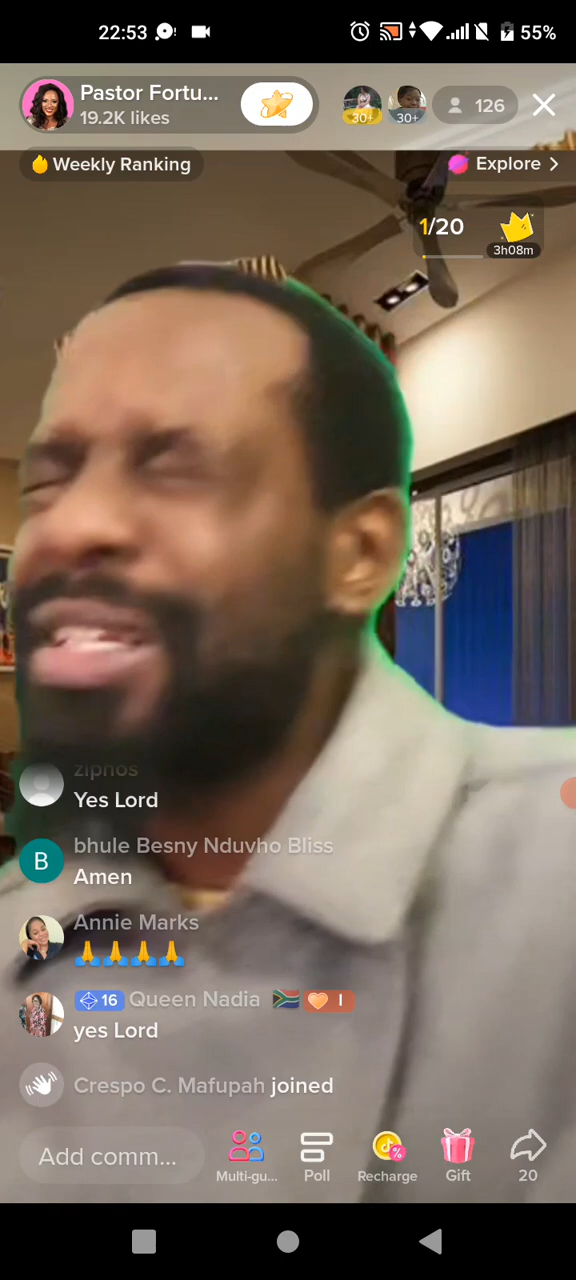 22:53
55%
Pastor Fortu...
19.2K likes
30+
30+
126
Weekly Ranking
Explore >
1/20
3h08m
ziphos
Yes Lord
B
bhule Besny Nduvho Bliss
Amen
Annie Marks
🙏🙏🙏🙏
16 Queen Nadia 🇿🇦 I
yes Lord
Crespo C. Mafupah joined
Add comm...
Multi-gu...
Poll
Recharge
Gift
20